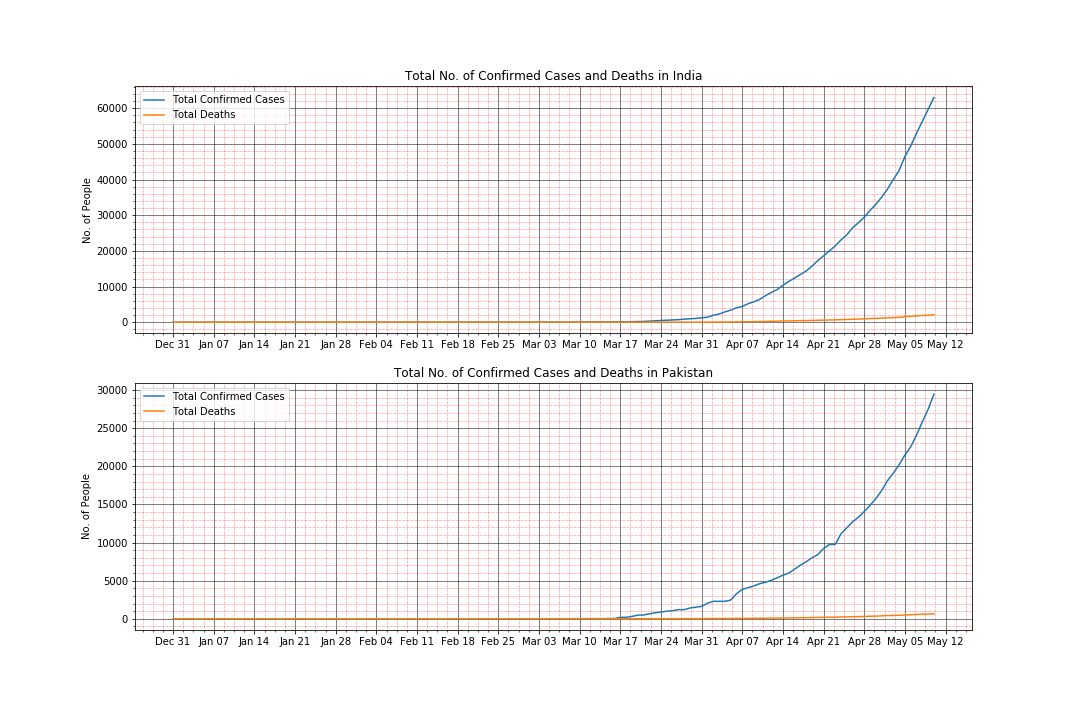 Total No. of Confirmed Cases and Deaths in India
Total Confirmed Cases
Total Deaths
No. of People
60000
50000
40000
30000
20000
10000
0
Dec 31 Jan 07 Jan 14 Jan 21 Jan 28 Feb 04 Feb 11 Feb 18 Feb 25 Mar 03 Mar 10 Mar 17 Mar 24 Mar 31 Apr 07 Apr 14 Apr 21 Apr 28 May 05 May 12
Total No. of Confirmed Cases and Deaths in Pakistan
Total Confirmed Cases
Total Deaths
No. of People
30000
25000
20000
15000
10000
5000
0
Dec 31 Jan 07 Jan 14 Jan 21 Jan 28 Feb 04 Feb 11 Feb 18 Feb 25 Mar 03 Mar 10 Mar 17 Mar 24 Mar 31 Apr 07 Apr 14 Apr 21 Apr 28 May 05 May 12